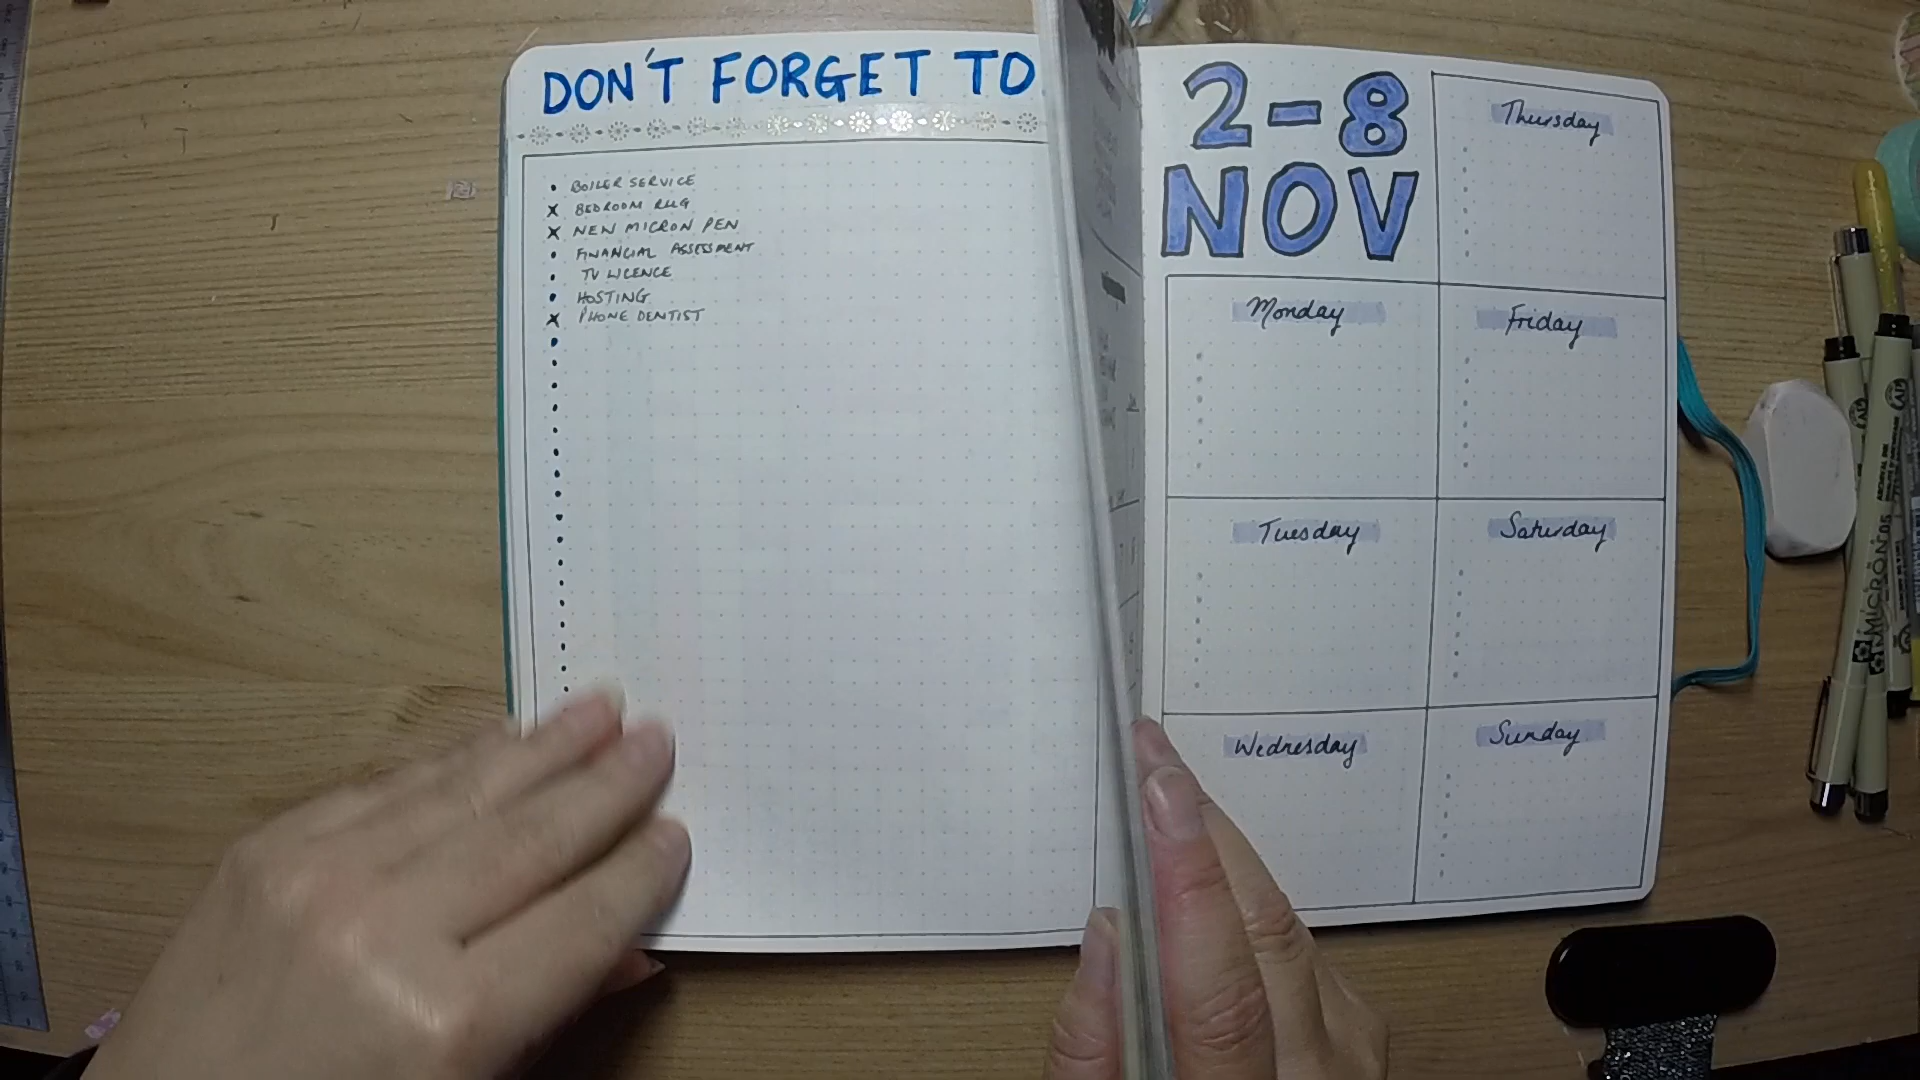 DON'T FORGET TO
• BOILER SERVICE
x BEDROOM RUG
x NEW MICRON PEN
• FINANCIAL ASSESSMENT
• TV LICENCE
• HOSTING
x PHONE DENTIST
2-8
NOV
Monday
Tuesday
Wednesday
Thursday
Friday
Saturday
Sunday
MICRON 05